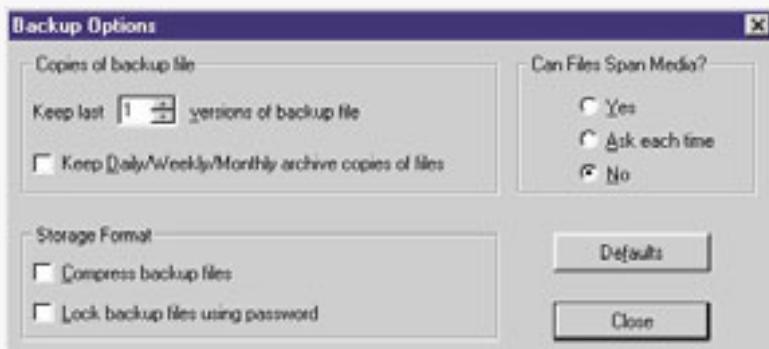 Backup Options
Copies of backup file
Keep last 1 versions of backup file
Keep Daily/Weekly/Monthly archive copies of files
Can Files Span Media?
Yes
Ask each time
No
Storage Format
Compress backup files
Lock backup files using password
Defaults
Close